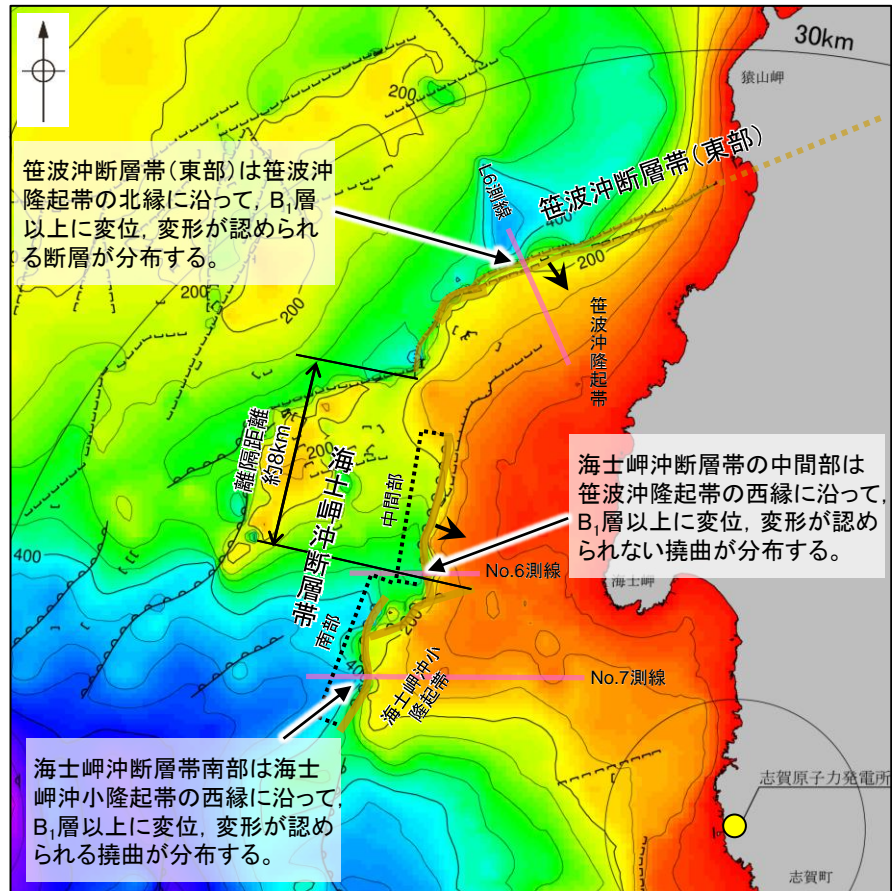 30km
猿山岬
200
笹波沖断層帯(東部)は笹波沖
隆起帯の北縁に沿って，B₁層
以上に変位，変形が認められ
る断層が分布する。
L6測線
笹波沖断層帯(東部)
400
200
200
200
笹波沖隆起帯
離隔距離
約8km
200
海士岬沖断層帯
中間部
海士岬沖断層帯の中間部は
笹波沖隆起帯の西縁に沿って，
B₁層以上に変位，変形が認め
られない撓曲が分布する。
400
No.6測線
海士岬
200
南部
400
海士岬沖小
隆起帯
No.7測線
海士岬沖断層帯南部は海士
岬沖小隆起帯の西縁に沿って，
B₁層以上に変位，変形が認め
られる撓曲が分布する。
志賀原子力発電所
志賀町